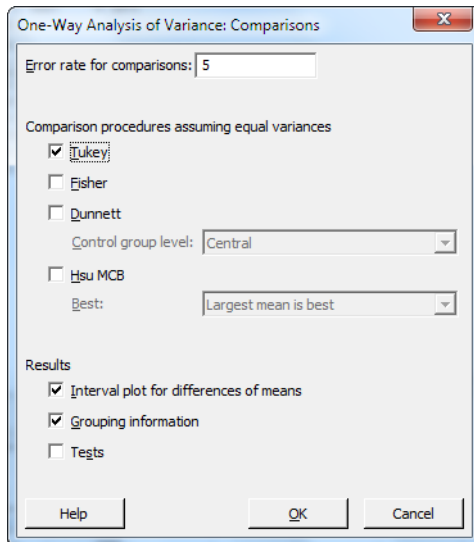 One-Way Analysis of Variance: Comparisons
Error rate for comparisons: 5
Comparison procedures assuming equal variances
Tukey
Fisher
Dunnett
Control group level: Central
Hsu MCB
Best: Largest mean is best
Results
Interval plot for differences of means
Grouping information
Tests
Help OK Cancel